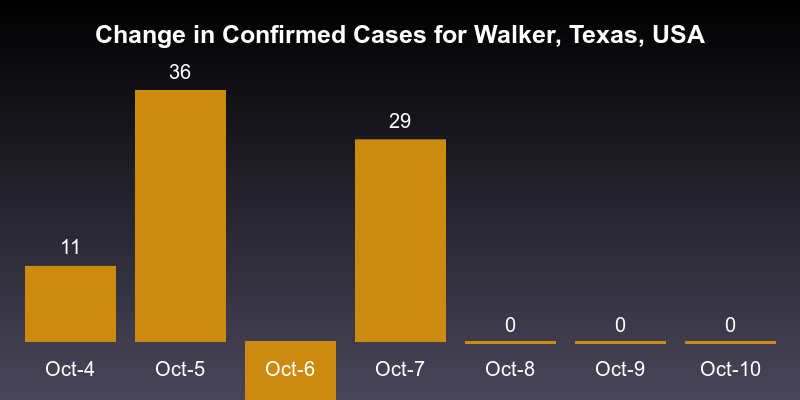 Change in Confirmed Cases for Walker, Texas, USA
36
29
11
0 0 0
Oct-4 Oct-5 Oct-6 Oct-7 Oct-8 Oct-9 Oct-10